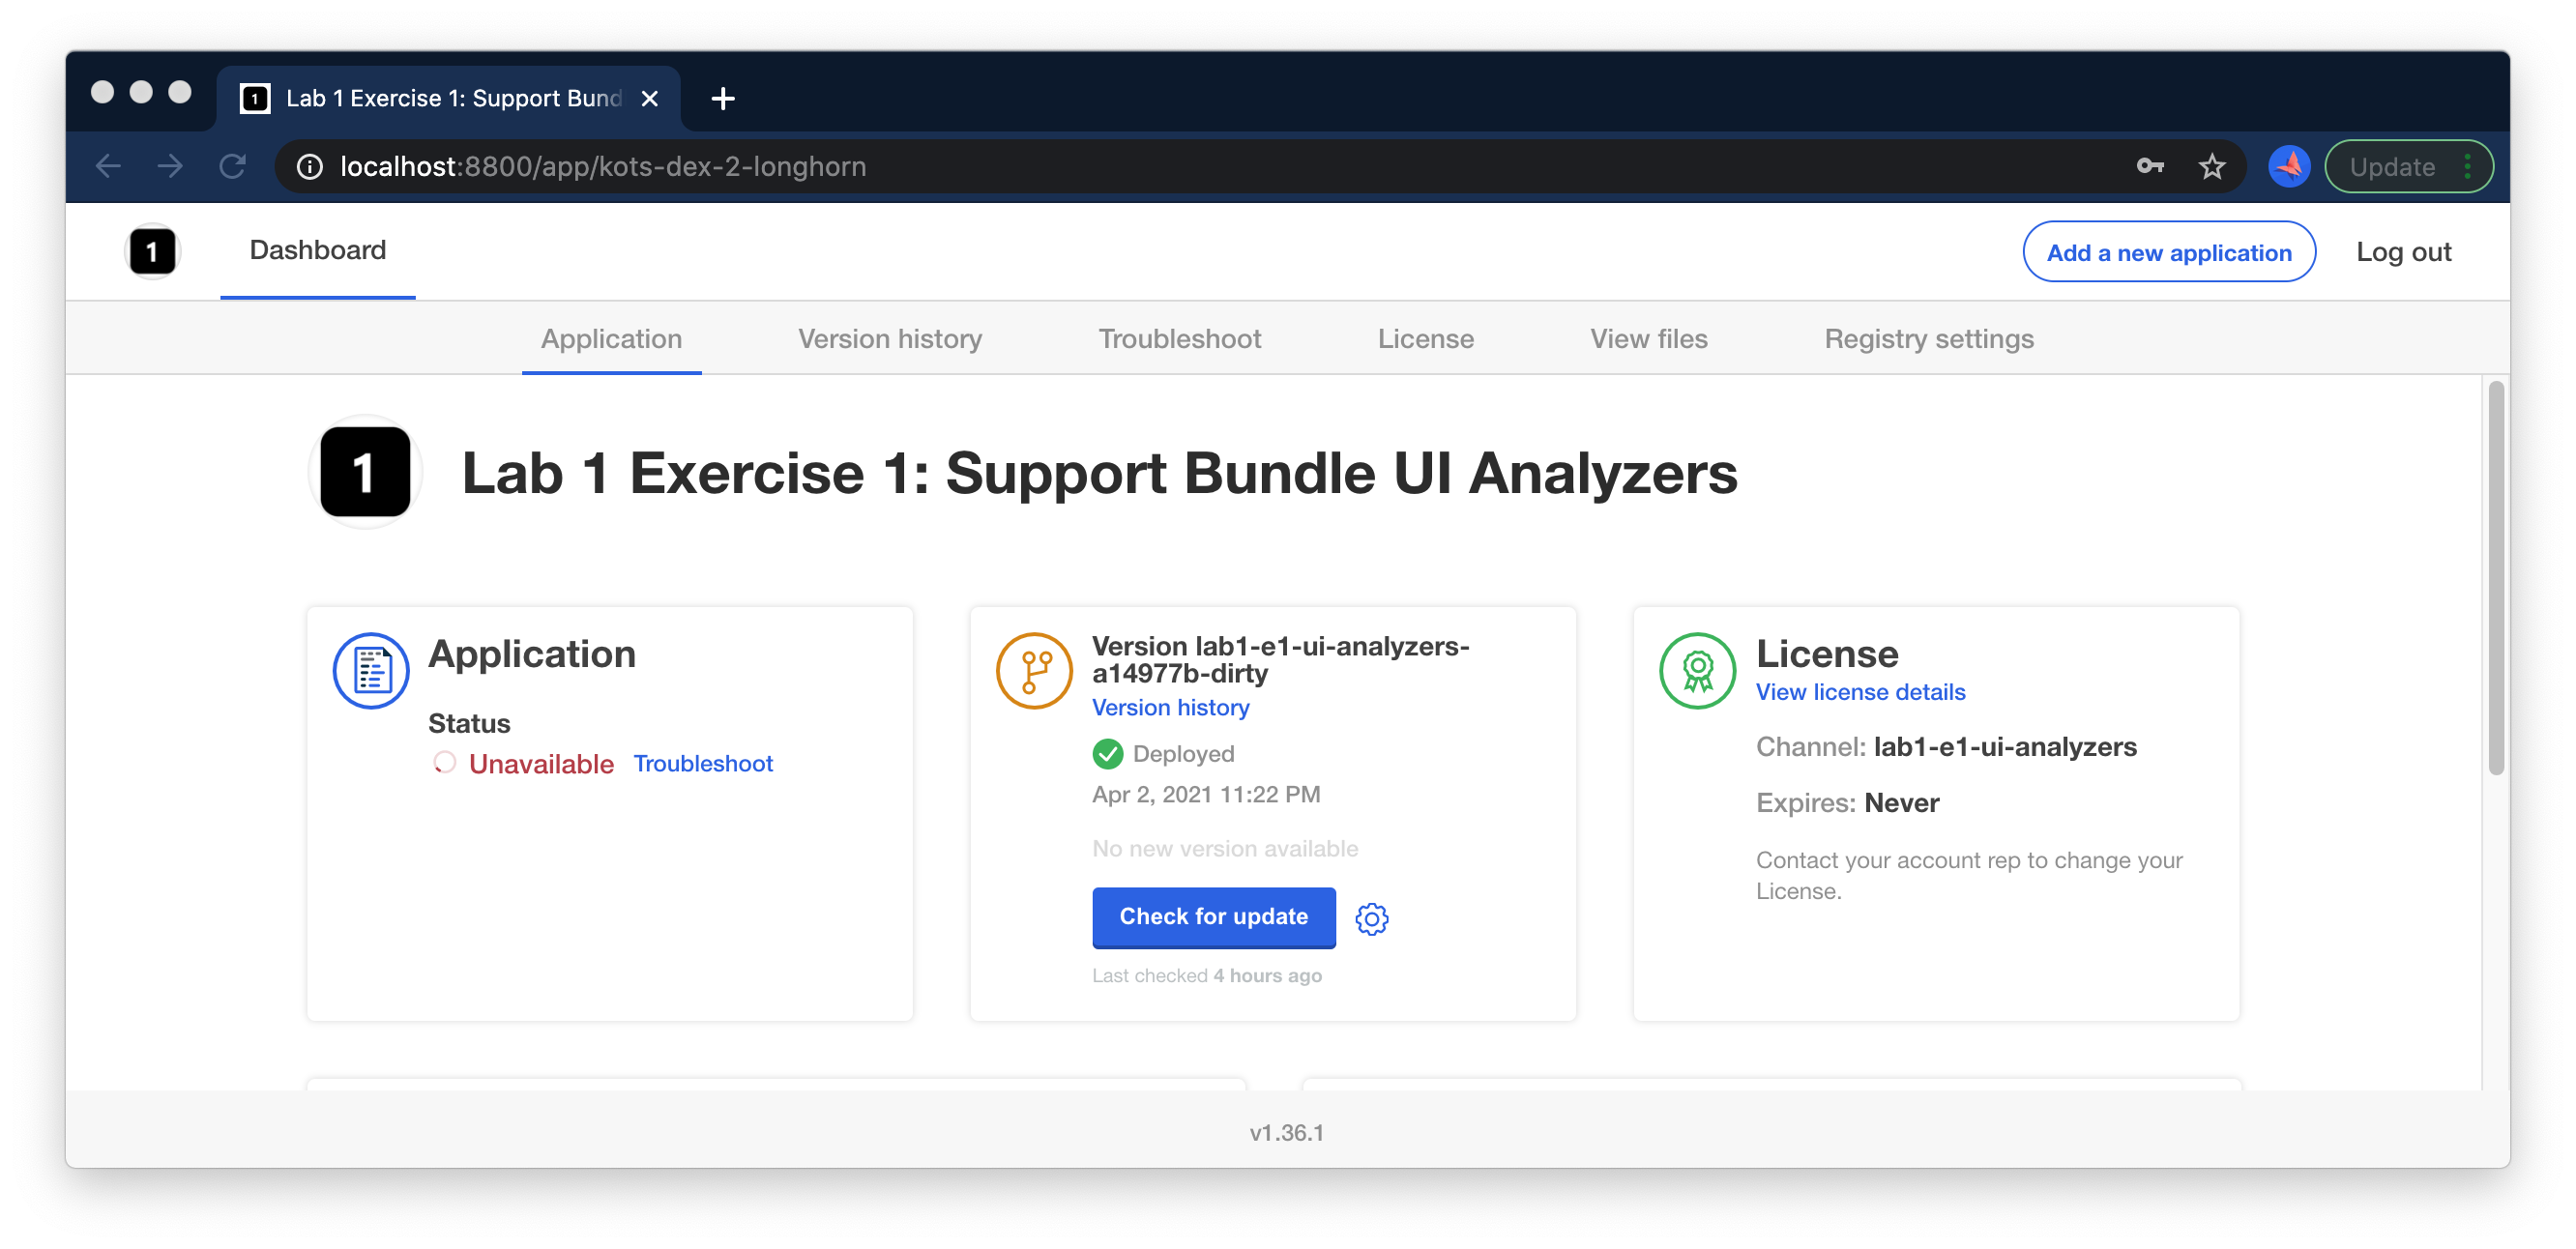 1 Lab 1 Exercise 1: Support Bund
localhost:8800/app/kots-dex-2-longhorn
Update
1
Dashboard
Add a new application
Log out
Application
Version history
Troubleshoot
License
View files
Registry settings
1
Lab 1 Exercise 1: Support Bundle UI Analyzers
Application
Status
Unavailable Troubleshoot
Version lab1-e1-ui-analyzers-
a14977b-dirty
Version history
Deployed
Apr 2, 2021 11:22 PM
No new version available
Check for update
Last checked 4 hours ago
License
View license details
Channel: lab1-e1-ui-analyzers
Expires: Never
Contact your account rep to change your
License.
v1.36.1